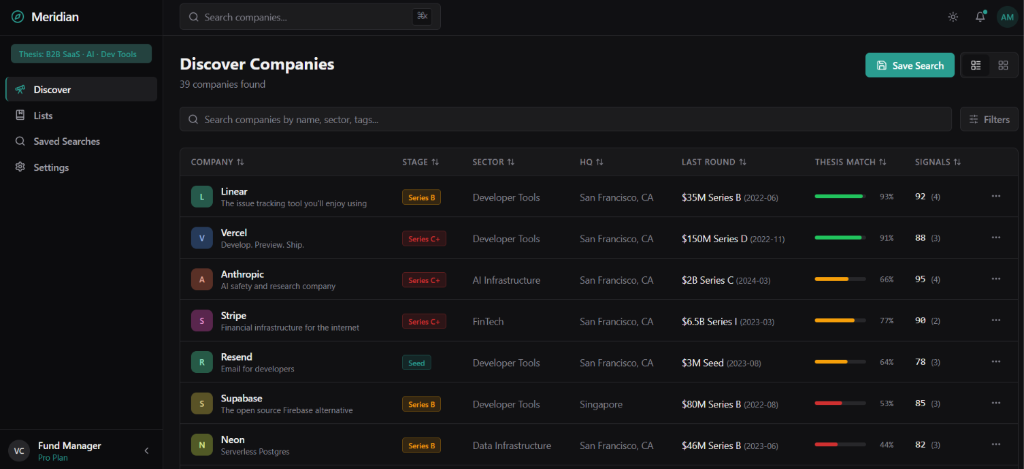 Meridian
Search companies...
⌘K
AM
Thesis: B2B SaaS · AI · Dev Tools
Discover
Lists
Saved Searches
Settings
Discover Companies
39 companies found
Save Search
Search companies by name, sector, tags...
Filters
COMPANY STAGE SECTOR HQ LAST ROUND THESIS MATCH SIGNALS
L Linear Series B Developer Tools San Francisco, CA $35M Series B (2022-06) 93% 92 (4)
The issue tracking tool you'll enjoy using
V Vercel Series C+ Developer Tools San Francisco, CA $150M Series D (2022-11) 91% 88 (3)
Develop. Preview. Ship.
A Anthropic Series C+ AI Infrastructure San Francisco, CA $2B Series C (2024-03) 66% 95 (4)
AI safety and research company
S Stripe Series C+ FinTech San Francisco, CA $6.5B Series I (2023-03) 77% 90 (2)
Financial infrastructure for the internet
R Resend Seed Developer Tools San Francisco, CA $3M Seed (2023-08) 64% 78 (3)
Email for developers
S Supabase Series B Developer Tools Singapore $80M Series B (2022-08) 53% 85 (3)
The open source Firebase alternative
N Neon Series B Data Infrastructure San Francisco, CA $46M Series B (2023-06) 44% 82 (3)
Serverless Postgres
VC Fund Manager
Pro Plan